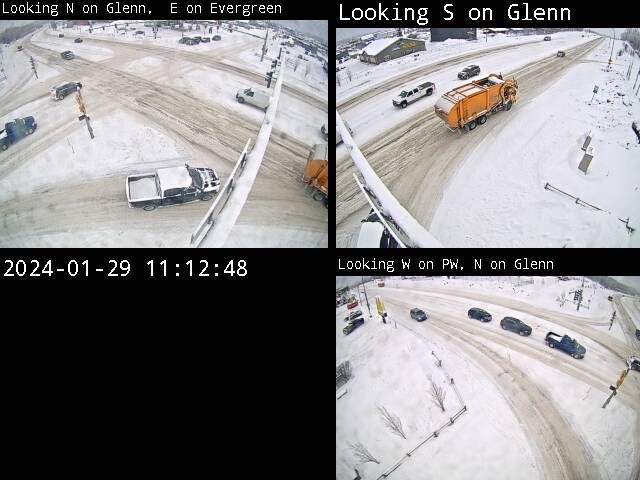 Looking N on Glenn,  E on Evergreen
Looking S on Glenn
2024-01-29 11:12:48
Looking W on PW, N on Glenn